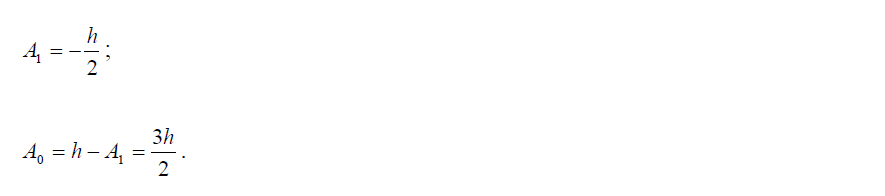 A₁ = −h/2 ;
A₀ = h − A₁ = 3h/2 .